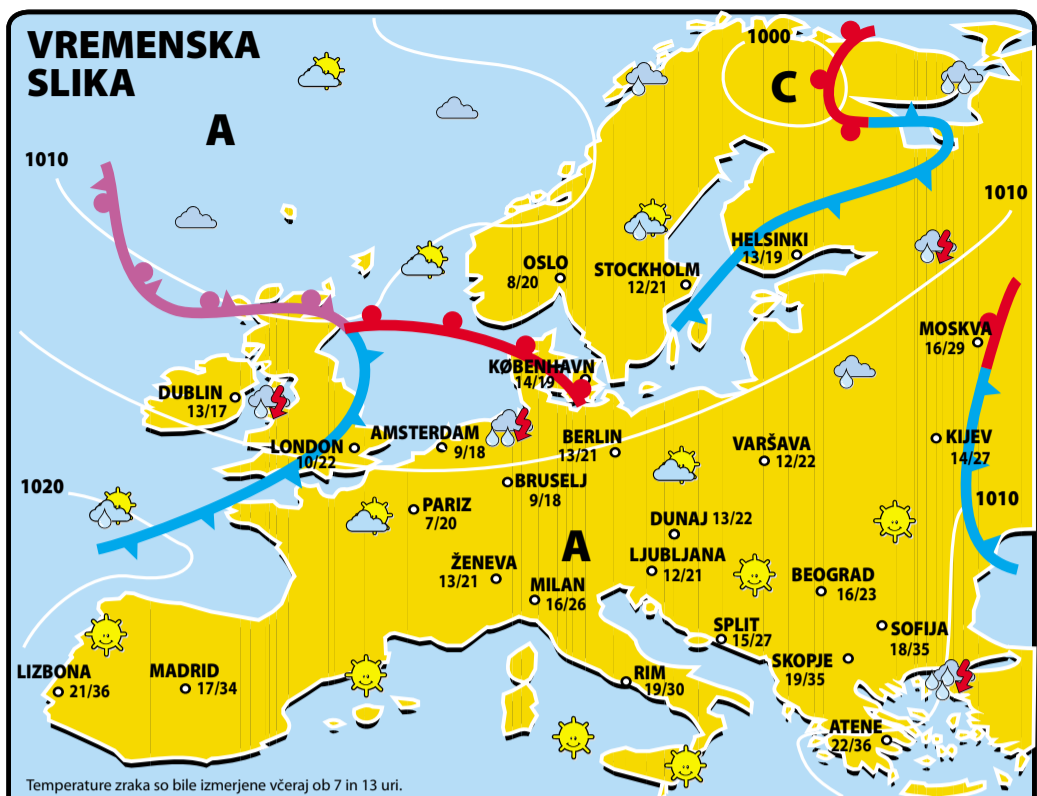 VREMENSKA
SLIKA
1000
C
A
1010
1010
HELSINKI
13/19
OSLO
8/20
STOCKHOLM
12/21
MOSKVA
16/29
KØBENHAVN
14/19
DUBLIN
13/17
LONDON
10/22
AMSTERDAM
9/18
BERLIN
13/21
VARŠAVA
12/22
KIJEV
14/27
1020
BRUSELJ
9/18
1010
PARIZ
7/20
DUNAJ 13/22
A
LJUBLJANA
12/21
ŽENEVA
13/21
MILAN
16/26
BEOGRAD
16/23
SPLIT
15/27
SOFIJA
18/35
SKOPJE
19/35
LIZBONA
21/36
MADRID
17/34
RIM
19/30
ATENE
22/36
Temperature zraka so bile izmerjene včeraj ob 7 in 13 uri.